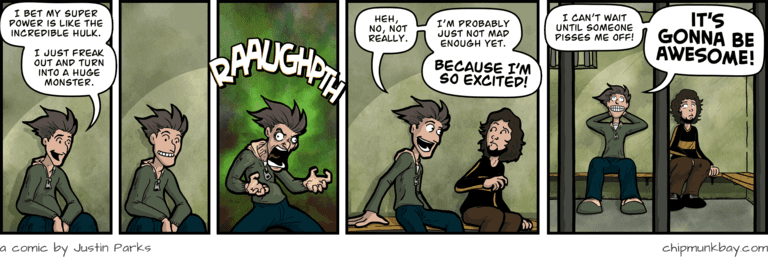 I BET MY SUPER
POWER IS LIKE THE
INCREDIBLE HULK.
I JUST FREAK
OUT AND TURN
INTO A HUGE
MONSTER.
RAAUGHPTH
HEH,
NO, NOT
REALLY.
I'M PROBABLY
JUST NOT MAD
ENOUGH YET.
BECAUSE I'M
SO EXCITED!
I CAN'T WAIT
UNTIL SOMEONE
PISSES ME OFF!
IT'S
GONNA BE
AWESOME!
a comic by Justin Parks
chipmunkbay.com